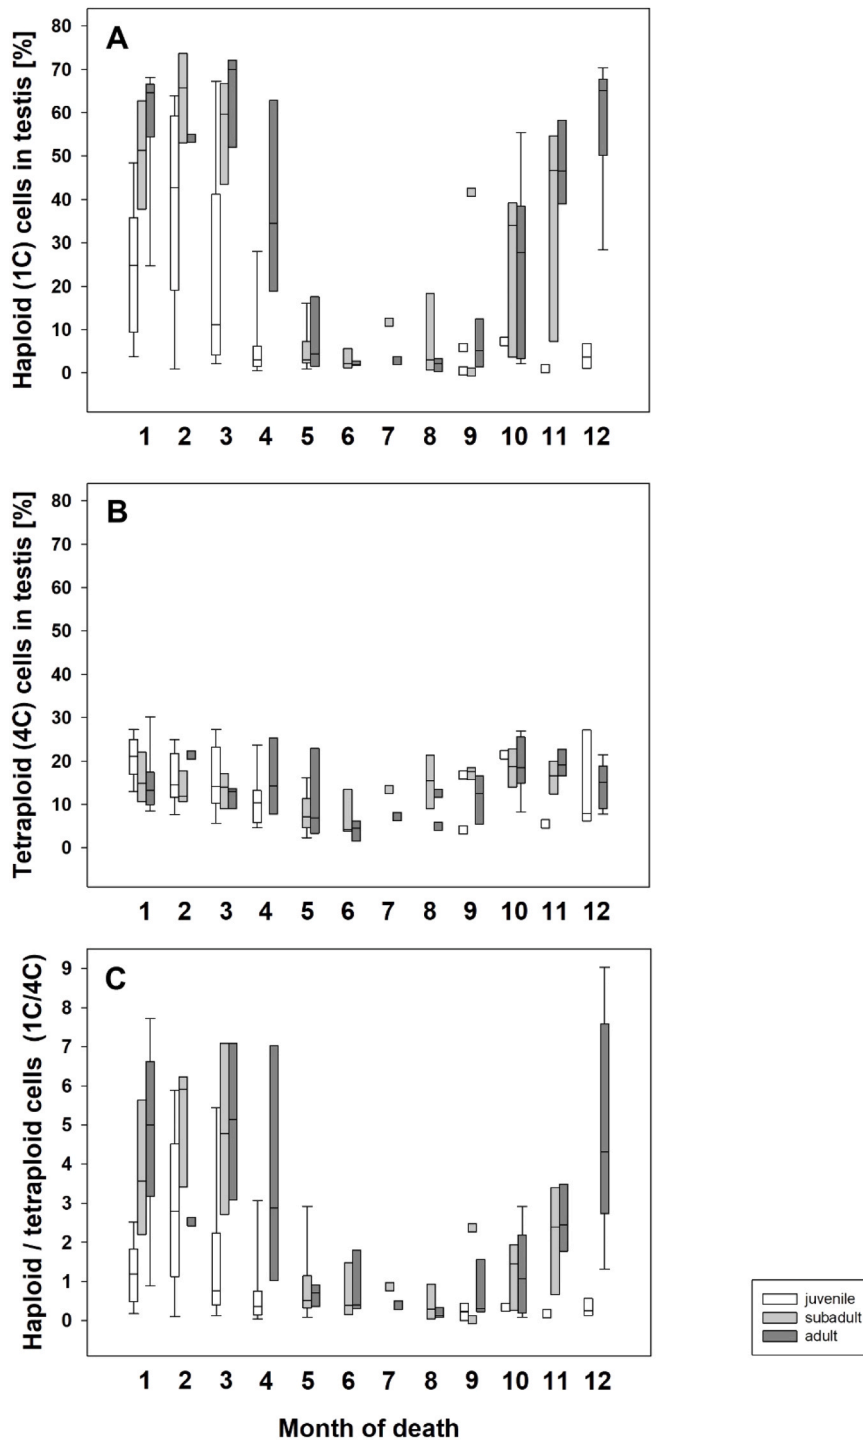 A
Haploid (1C) cells in testis [%]
80
70
60
50
40
30
20
10
0
1 2 3 4 5 6 7 8 9 10 11 12
B
Tetraploid (4C) cells in testis [%]
80
70
60
50
40
30
20
10
0
1 2 3 4 5 6 7 8 9 10 11 12
C
Haploid / tetraploid cells (1C/4C)
9
8
7
6
5
4
3
2
1
0
1 2 3 4 5 6 7 8 9 10 11 12
Month of death
juvenile
subadult
adult